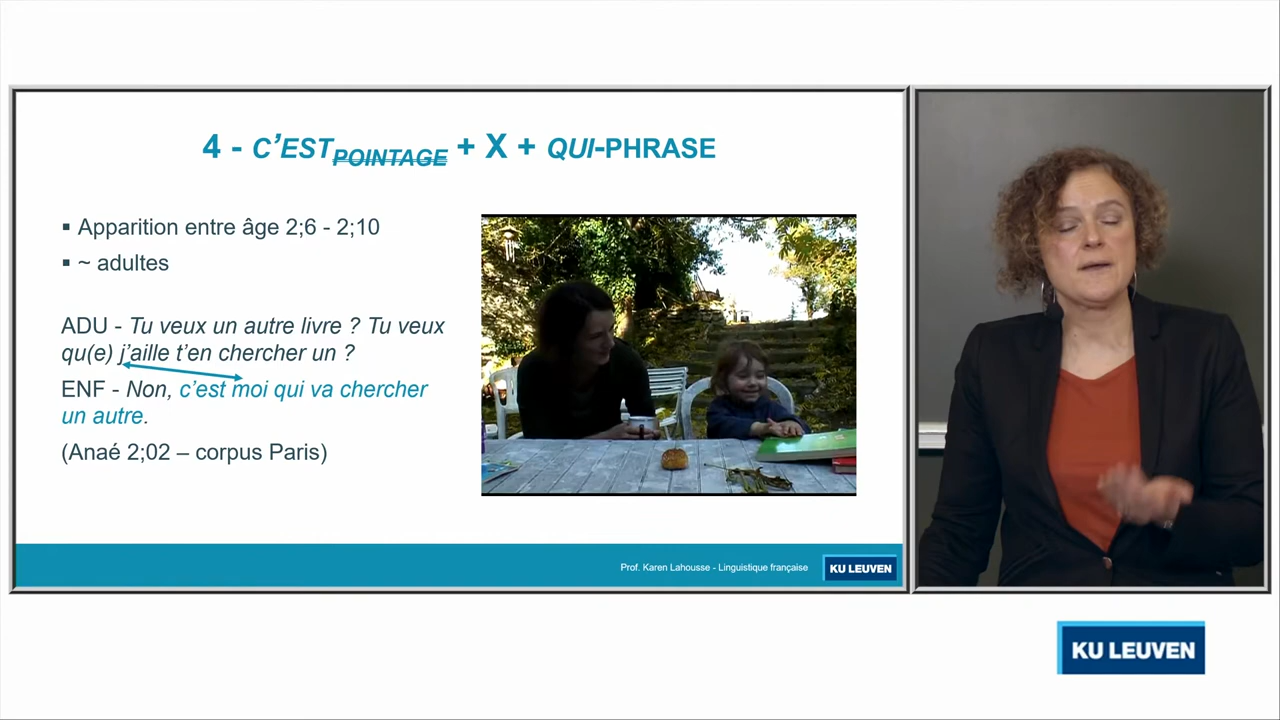 4 - C'EST POINTAGE + X + QUI-PHRASE
▪ Apparition entre âge 2;6 - 2;10
▪ ~ adultes
ADU - Tu veux un autre livre ? Tu veux
qu(e) j'aille t'en chercher un ?
ENF - Non, c'est moi qui va chercher
un autre.
(Anaé 2;02 – corpus Paris)
Prof. Karen Lahousse - Linguistique française
KU LEUVEN
KU LEUVEN